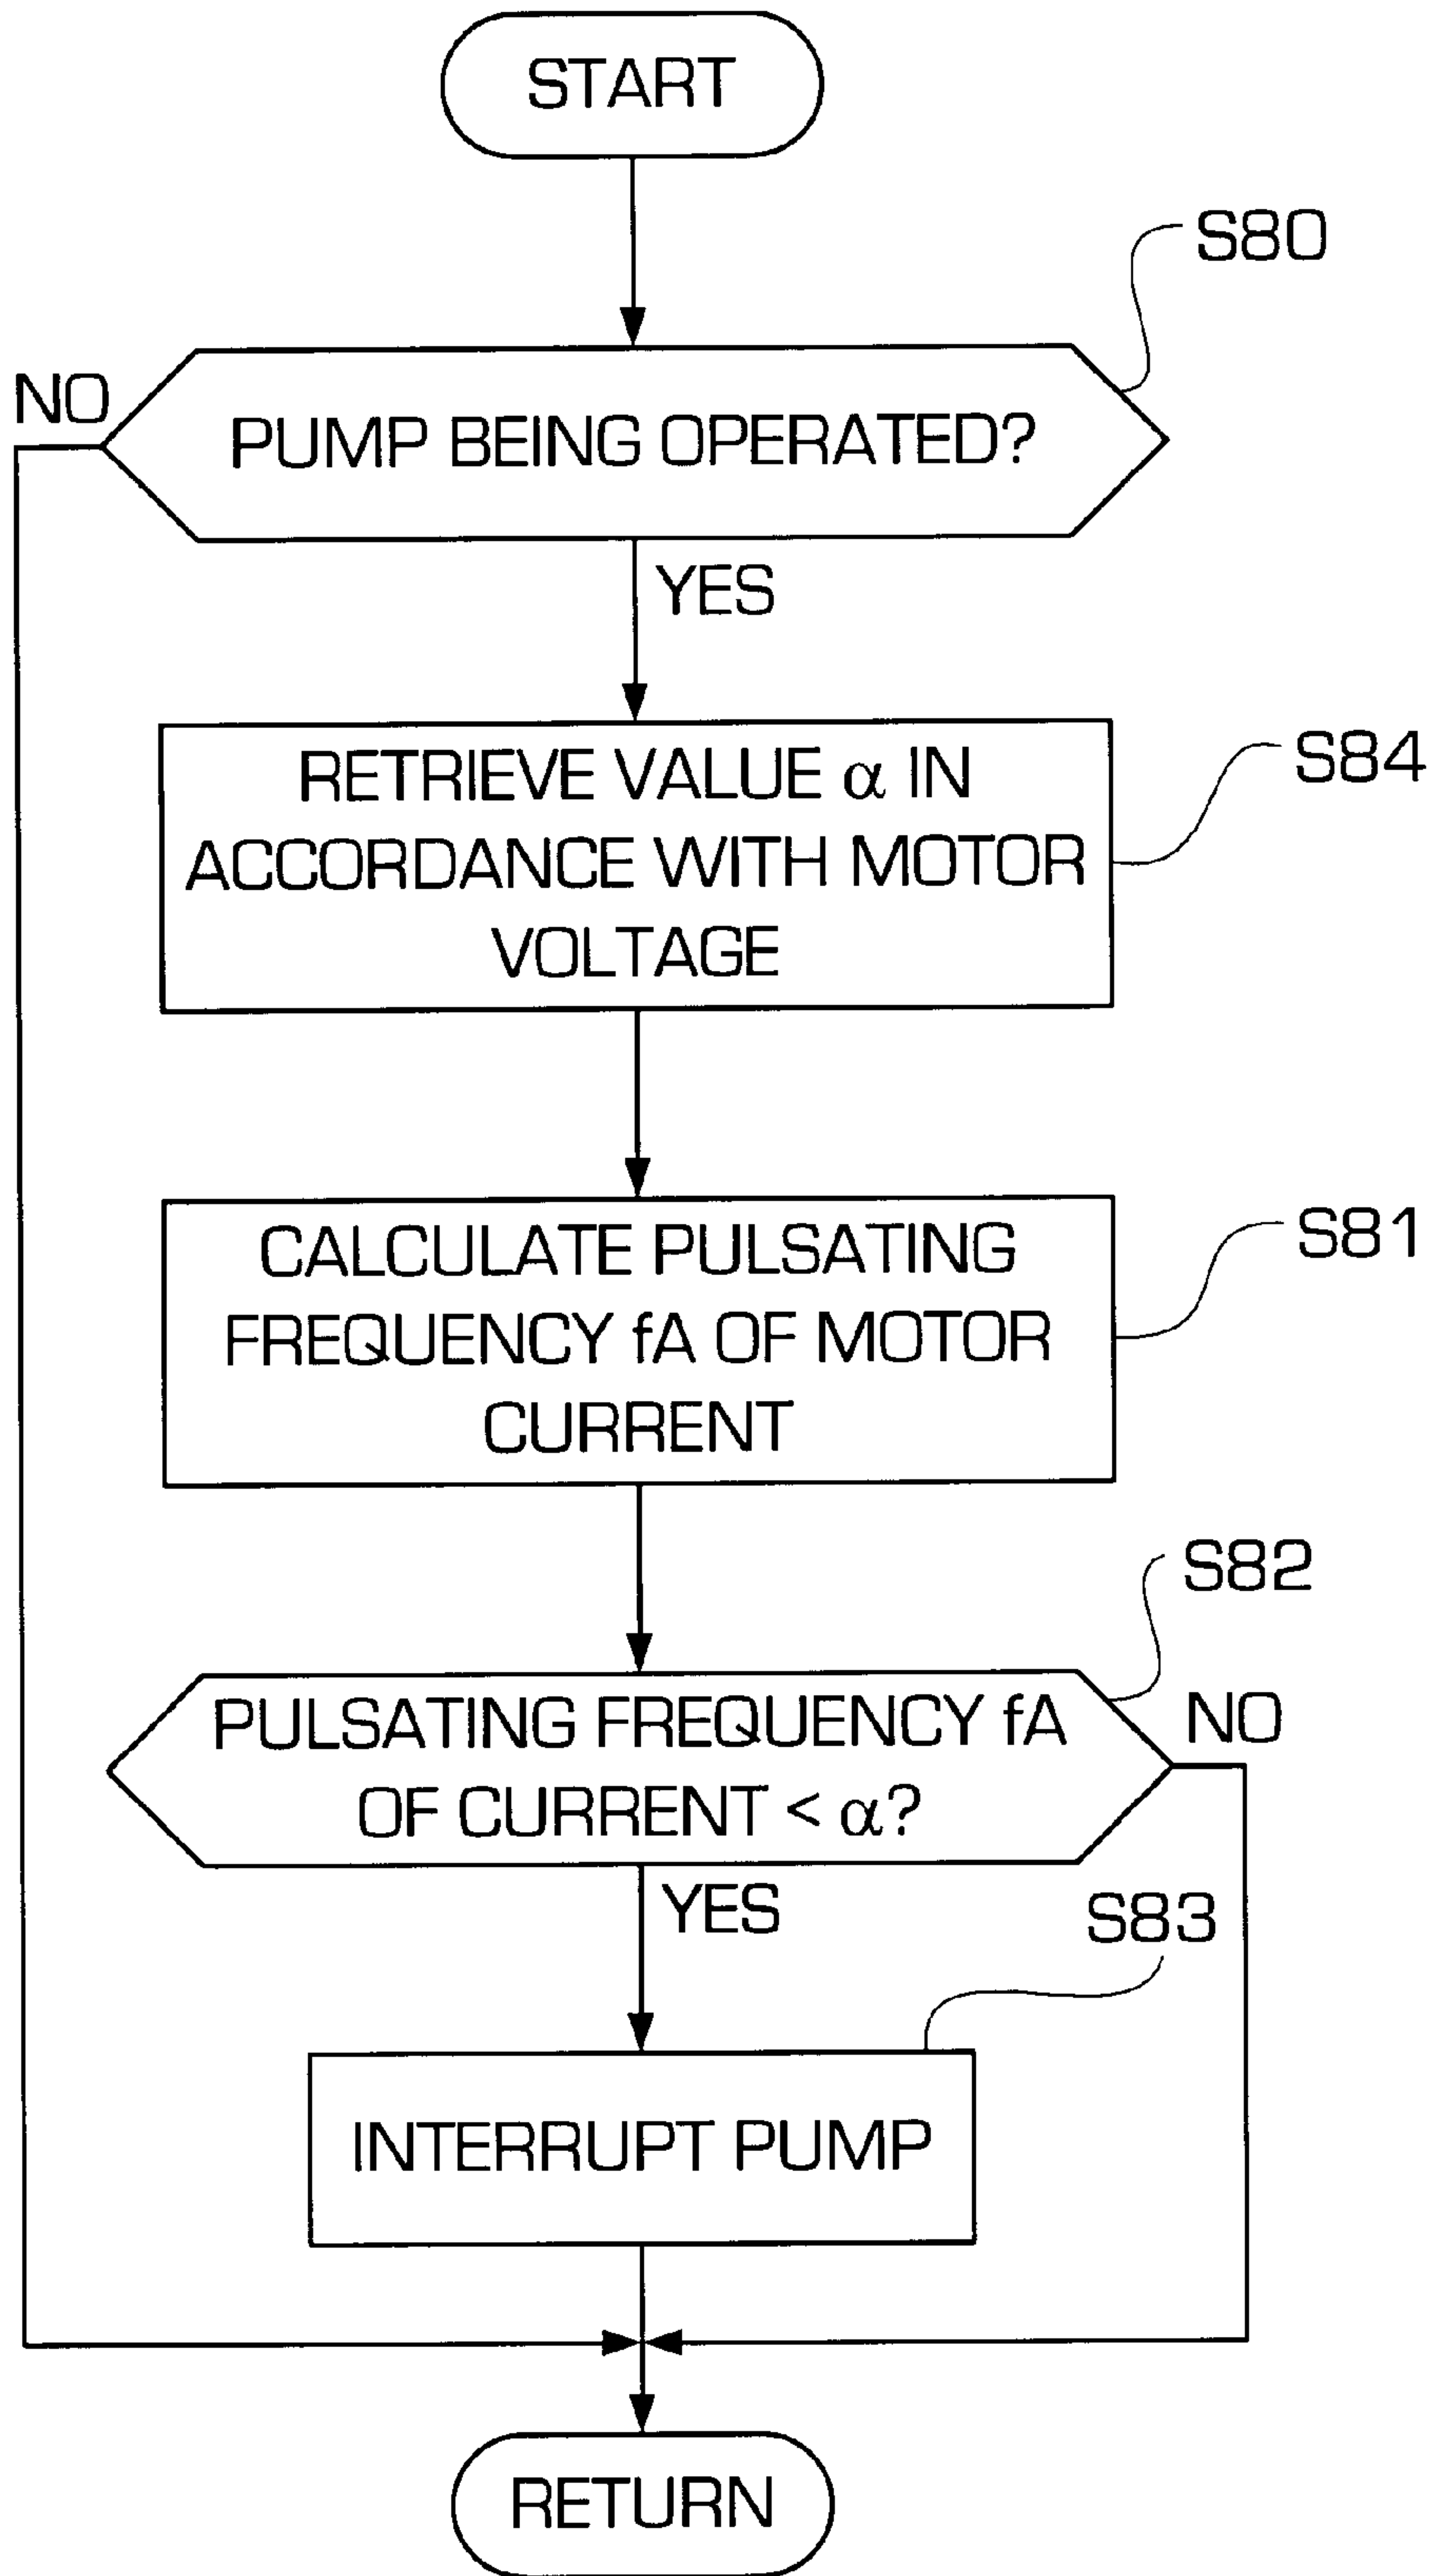 START
S80
NO
PUMP BEING OPERATED?
YES
RETRIEVE VALUE α IN
ACCORDANCE WITH MOTOR
VOLTAGE
S84
CALCULATE PULSATING
FREQUENCY fA OF MOTOR
CURRENT
S81
S82
PULSATING FREQUENCY fA
OF CURRENT < α?
NO
YES
S83
INTERRUPT PUMP
RETURN